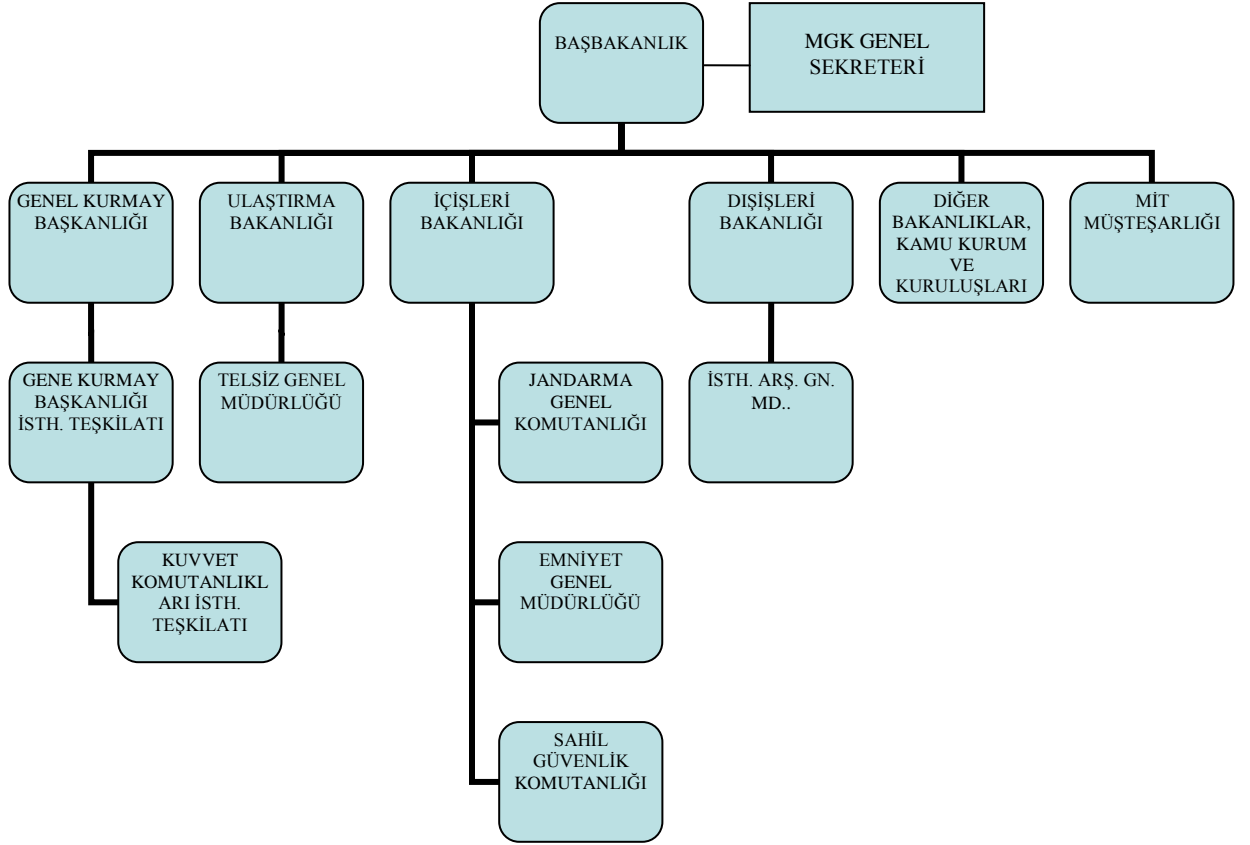 BAŞBAKANLIK
MGK GENEL
SEKRETERİ
GENEL KURMAY
BAŞKANLIĞI
ULAŞTIRMA
BAKANLIĞI
İÇİŞLERİ
BAKANLIĞI
DIŞİŞLERİ
BAKANLIĞI
DİĞER
BAKANLIKLAR,
KAMU KURUM
VE
KURULUŞLARI
MİT
MÜSTEŞARLIĞI
GENE KURMAY
BAŞKANLIĞI
İSTH. TEŞKİLATI
TELSİZ GENEL
MÜDÜRLÜĞÜ
JANDARMA
GENEL
KOMUTANLIĞI
İSTH. ARŞ. GN.
MD..
KUVVET
KOMUTANLIKL
ARI İSTH.
TEŞKİLATI
EMNİYET
GENEL
MÜDÜRLÜĞÜ
SAHİL
GÜVENLİK
KOMUTANLIĞI